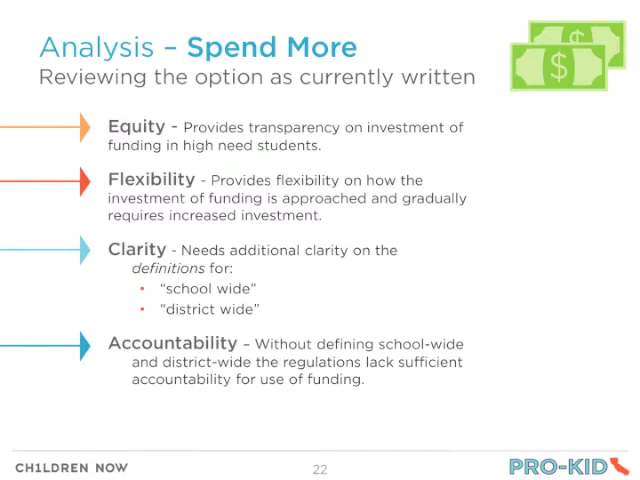 Analysis – Spend More
Reviewing the option as currently written
$ $
Equity - Provides transparency on investment of
funding in high need students.
Flexibility - Provides flexibility on how the
investment of funding is approached and gradually
requires increased investment.
Clarity - Needs additional clarity on the
definitions for:
• “school wide”
• “district wide”
Accountability – Without defining school-wide
and district-wide the regulations lack sufficient
accountability for use of funding.
CH1LDREN NOW
22
PRO-KID